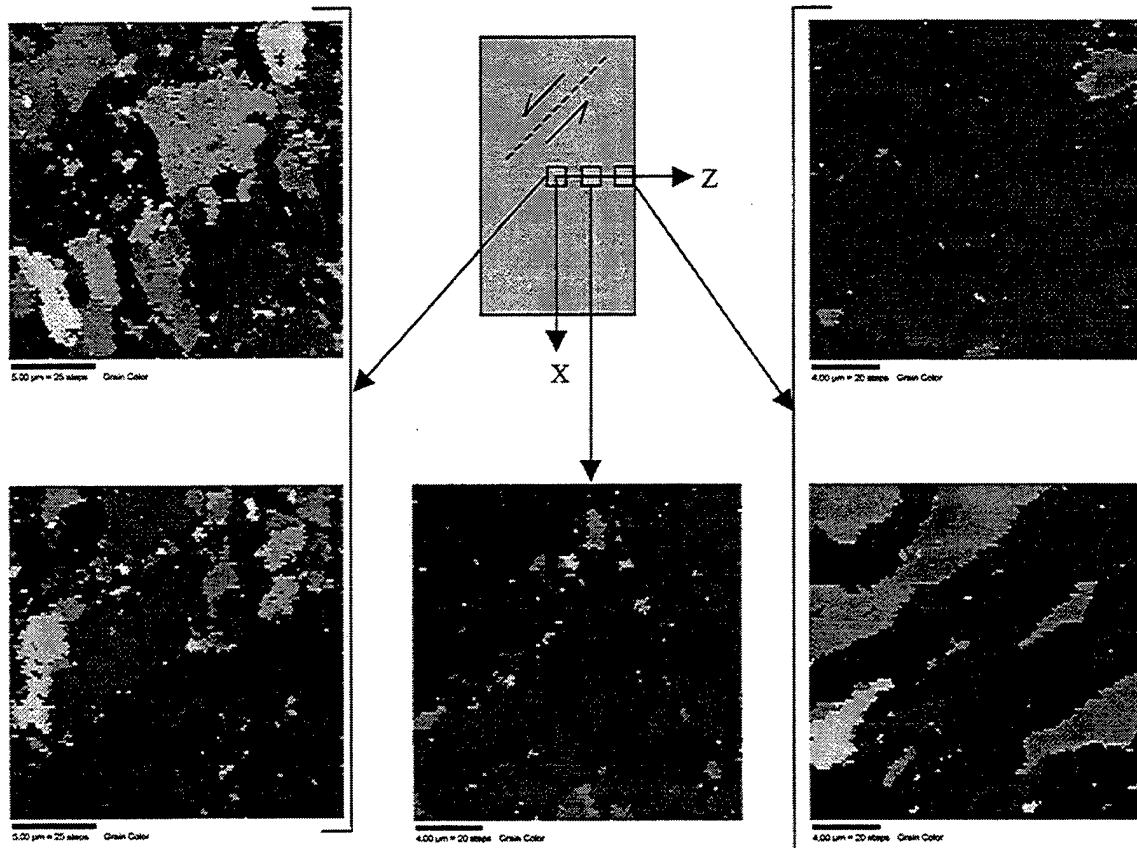 z
x
5.00 µm = 25 steps Grain Color
4.00 µm = 20 steps Grain Color
5.00 µm = 25 steps Grain Color
4.00 µm = 20 steps Grain Color
4.00 µm = 20 steps Grain Color